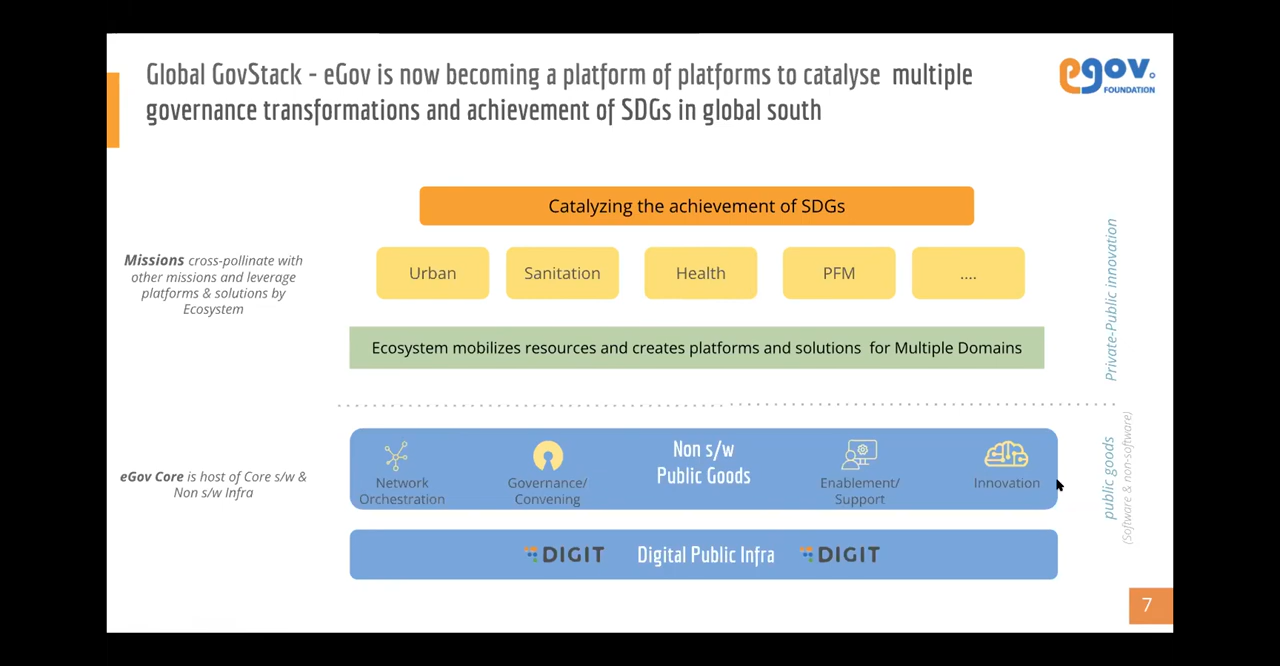 Global GovStack - eGov is now becoming a platform of platforms to catalyse multiple
governance transformations and achievement of SDGs in global south
egov.
FOUNDATION
Catalyzing the achievement of SDGs
Missions cross-pollinate with
other missions and leverage
platforms & solutions by
Ecosystem
Urban
Sanitation
Health
PFM
....
Private-Public innovation
Ecosystem mobilizes resources and creates platforms and solutions for Multiple Domains
eGov Core is host of Core s/w &
Non s/w Infra
Network
Orchestration
Governance/
Convening
Non s/w
Public Goods
Enablement/
Support
Innovation
public goods
(Software & non-software)
DIGIT
Digital Public Infra
DIGIT
7